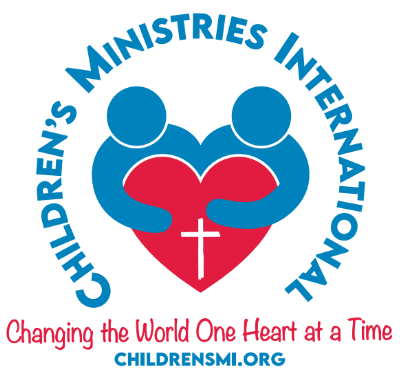 Children's Ministries International
Changing the World One Heart at a Time
CHILDRENSMI.ORG